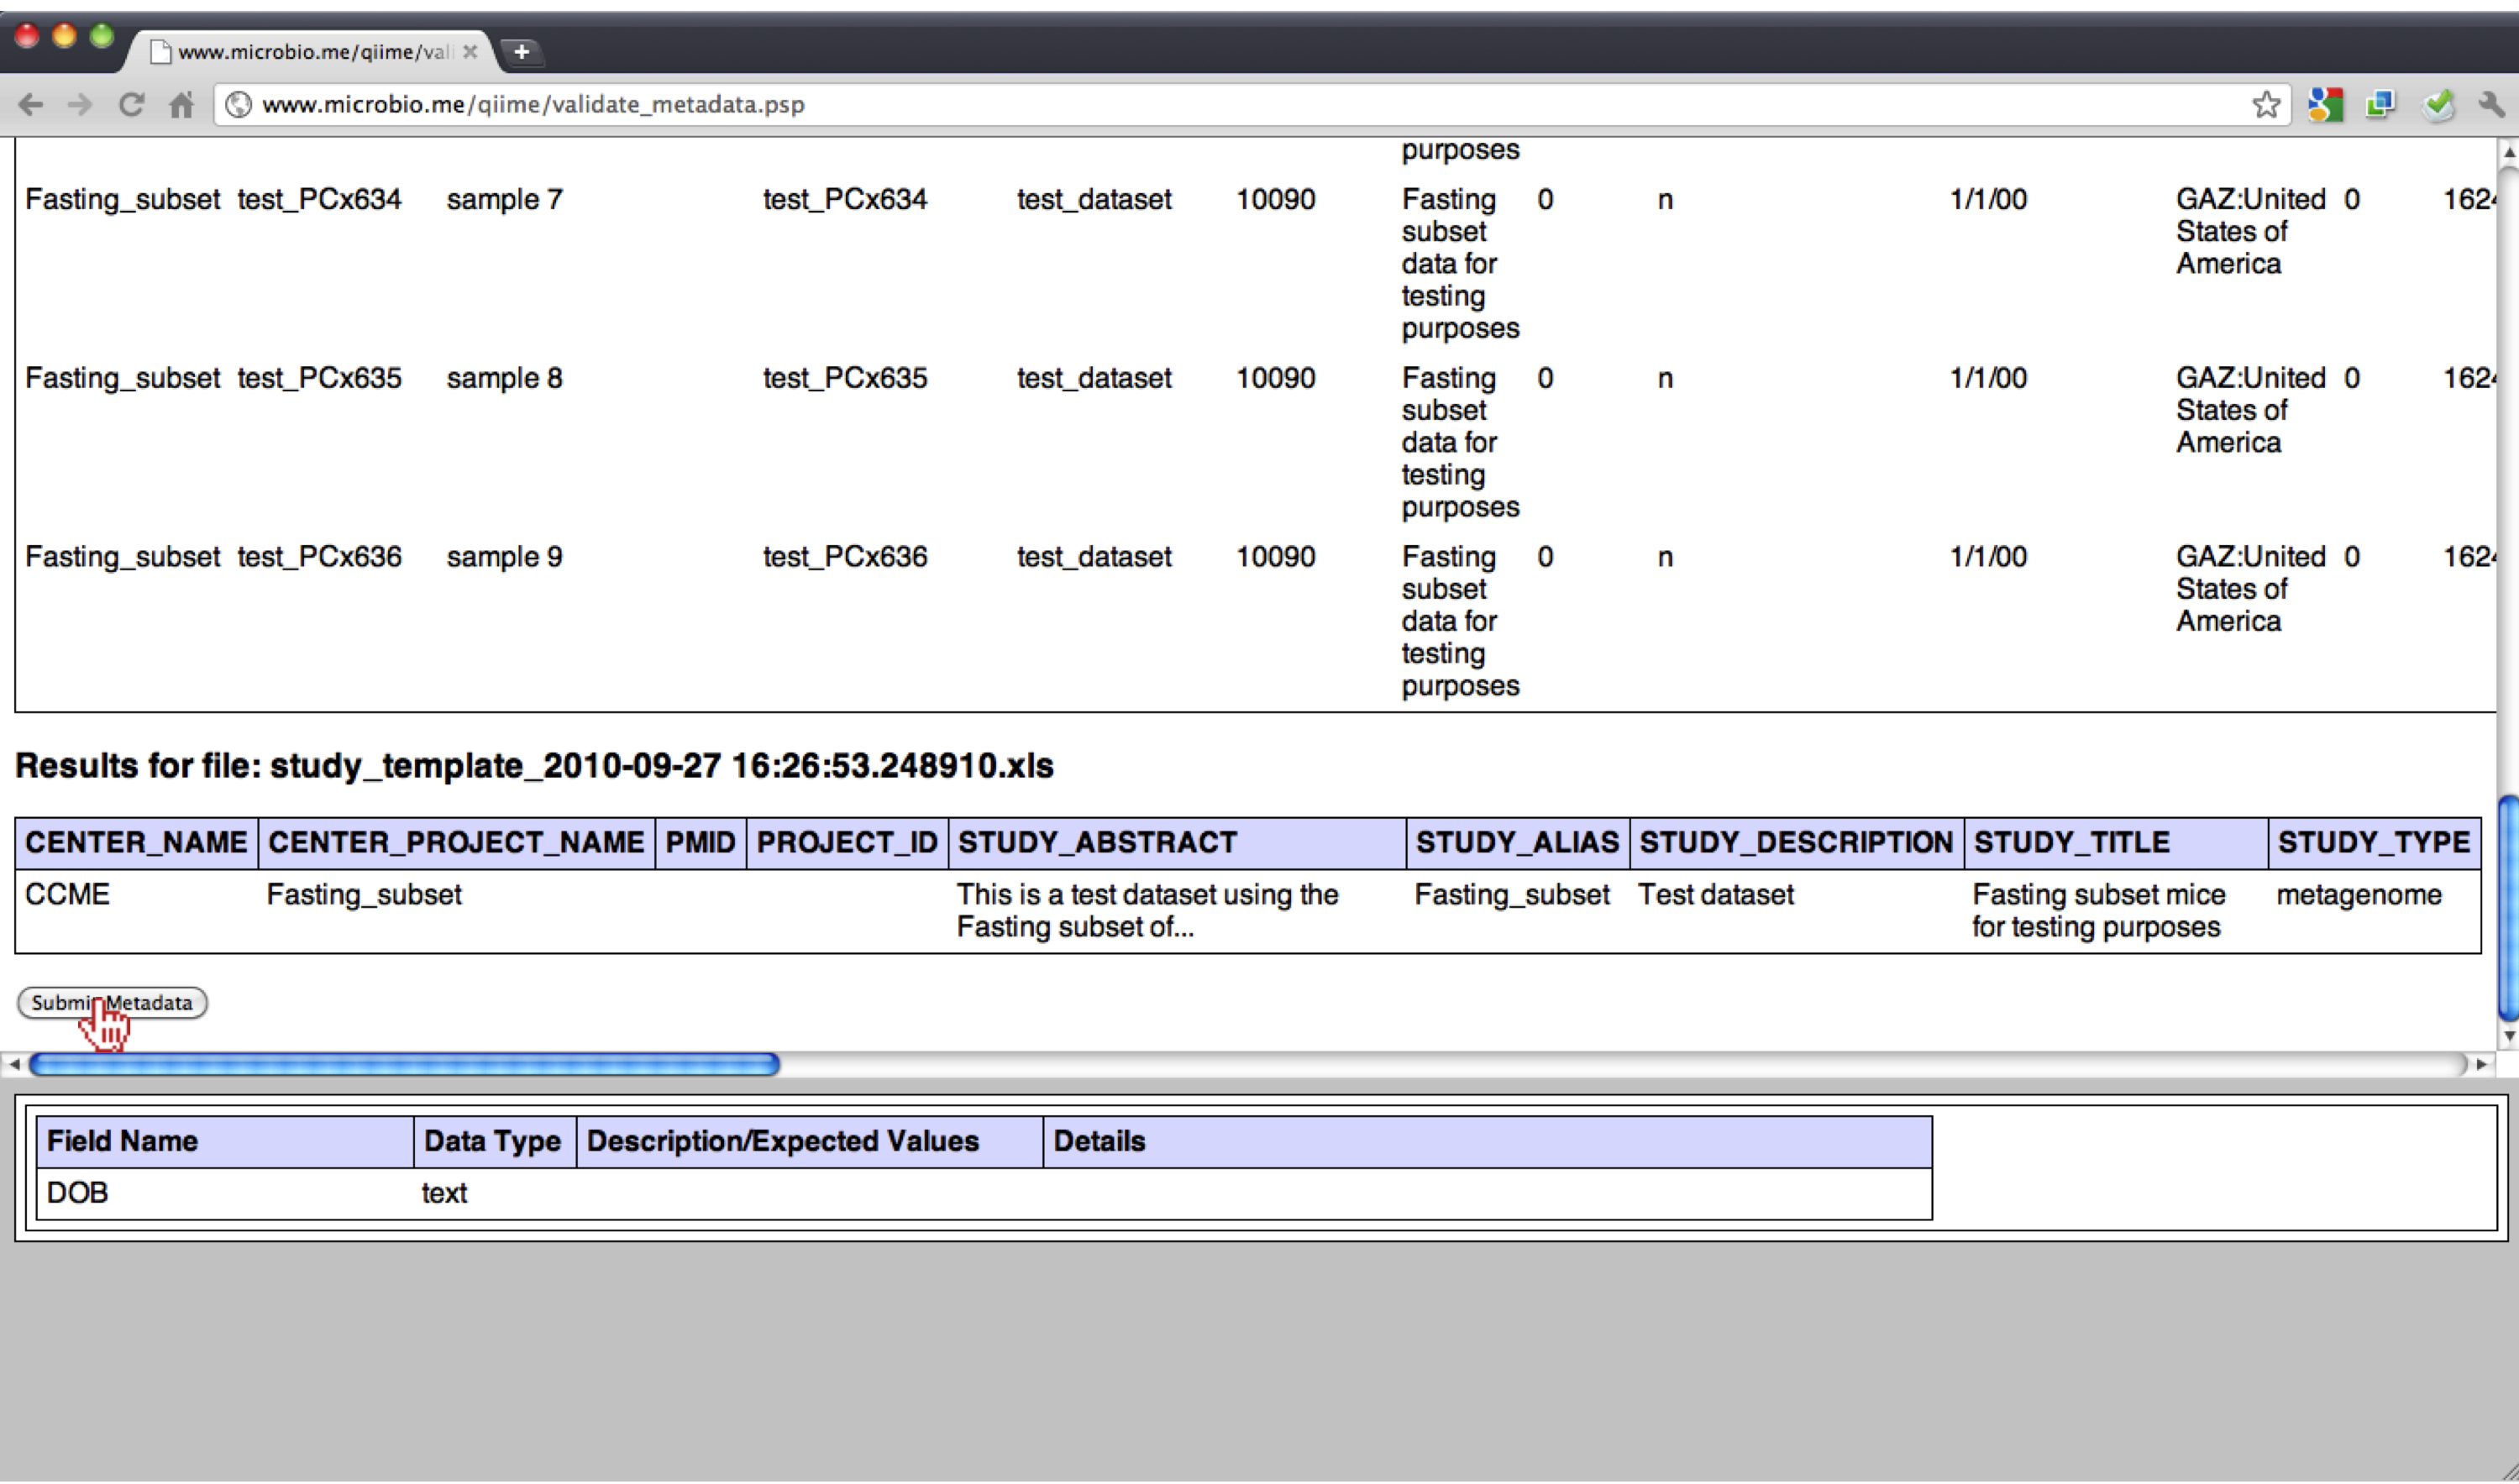 www.microbio.me/qiime/vali
www.microbio.me/qiime/validate_metadata.psp
purposes
Fasting_subset test_PCx634 sample 7 test_PCx634 test_dataset 10090 Fasting 0 n 1/1/00 GAZ:United 0 1624
subset States of
data for America
testing
purposes
Fasting_subset test_PCx635 sample 8 test_PCx635 test_dataset 10090 Fasting 0 n 1/1/00 GAZ:United 0 1624
subset States of
data for America
testing
purposes
Fasting_subset test_PCx636 sample 9 test_PCx636 test_dataset 10090 Fasting 0 n 1/1/00 GAZ:United 0 1624
subset States of
data for America
testing
purposes
Results for file: study_template_2010-09-27 16:26:53.248910.xls
CENTER_NAME CENTER_PROJECT_NAME PMID PROJECT_ID STUDY_ABSTRACT STUDY_ALIAS STUDY_DESCRIPTION STUDY_TITLE STUDY_TYPE
CCME Fasting_subset This is a test dataset using the Fasting_subset Test dataset Fasting subset mice metagenome
Fasting subset of... for testing purposes
Submit Metadata
Field Name Data Type Description/Expected Values Details
DOB text